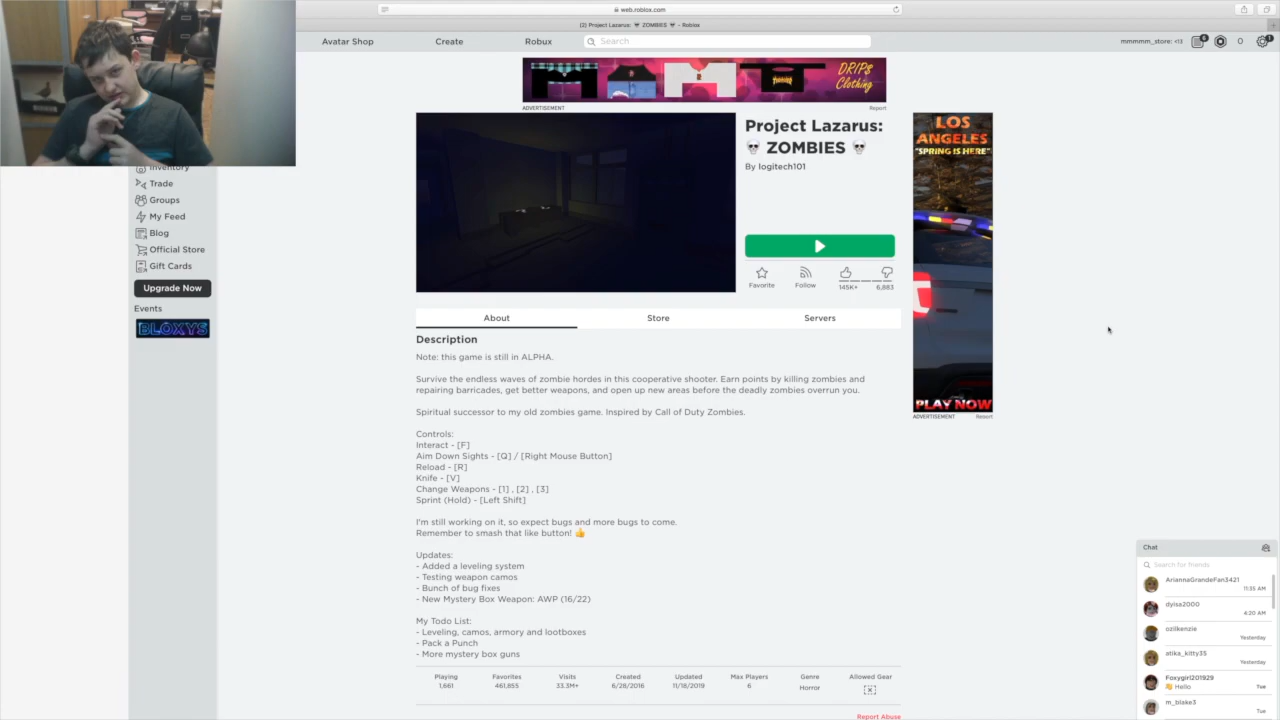 web.roblox.com
(2) Project Lazarus: 💀 ZOMBIES 💀 - Roblox
Avatar Shop
Create
Robux
Search
mmmmm_store: <13
6
0
1
DRIPS
Clothing
ADVERTISEMENT
Report
Inventory
Trade
Groups
My Feed
Blog
Official Store
Gift Cards
Upgrade Now
Events
BLOXYS
Project Lazarus:
💀 ZOMBIES 💀
By logitech101
Favorite
Follow
145K+
6,883
LOS
ANGELES
"SPRING IS HERE"
PLAY NOW
ADVERTISEMENT
Report
About
Store
Servers
Description
Note: this game is still in ALPHA.
Survive the endless waves of zombie hordes in this cooperative shooter. Earn points by killing zombies and
repairing barricades, get better weapons, and open up new areas before the deadly zombies overrun you.
Spiritual successor to my old zombies game. Inspired by Call of Duty Zombies.
Controls:
Interact - [F]
Aim Down Sights - [Q] / [Right Mouse Button]
Reload - [R]
Knife - [V]
Change Weapons - [1] , [2] , [3]
Sprint (Hold) - [Left Shift]
I'm still working on it, so expect bugs and more bugs to come.
Remember to smash that like button! 👍
Updates:
- Added a leveling system
- Testing weapon camos
- Bunch of bug fixes
- New Mystery Box Weapon: AWP (16/22)
My Todo List:
- Leveling, camos, armory and lootboxes
- Pack a Punch
- More mystery box guns
Playing
1,661
Favorites
461,855
Visits
33.3M+
Created
6/28/2016
Updated
11/18/2019
Max Players
6
Genre
Horror
Allowed Gear
Report Abuse
Chat
Search for friends
AriannaGrandeFan3421
11:35 AM
dyisa2000
4:20 AM
ozilkenzie
Yesterday
atika_kitty35
Yesterday
Foxygirl201929
👋 Hello
Tue
m_blake3
Tue